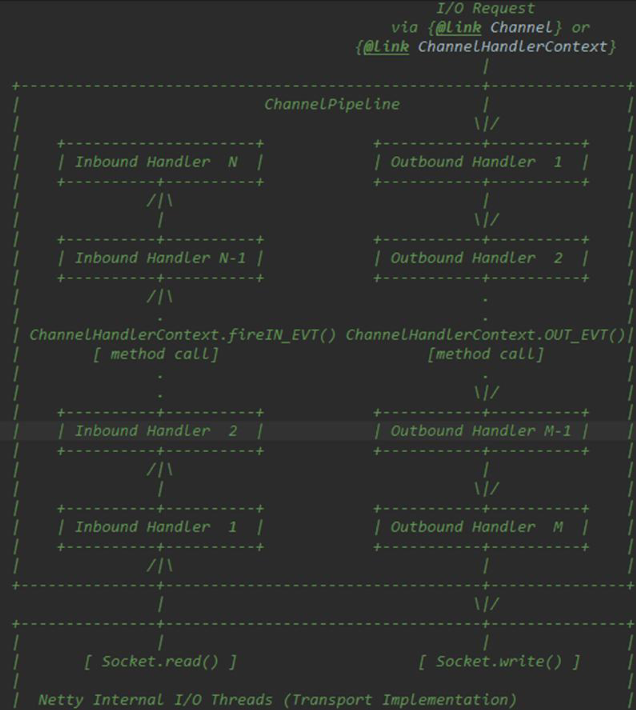 I/O Request
via {@link Channel} or
{@link ChannelHandlerContext}
|
+---------------------------------------------------+---------------+
|                           ChannelPipeline         |               |
|                                                  \|/              |
|    +---------------------+            +-----------+----------+    |
|    | Inbound Handler  N  |            | Outbound Handler  1  |    |
|    +----------+----------+            +-----------+----------+    |
|              /|\                                  |               |
|               |                                  \|/              |
|    +----------+----------+            +-----------+----------+    |
|    | Inbound Handler N-1 |            | Outbound Handler  2  |    |
|    +----------+----------+            +-----------+----------+    |
|              /|\                                  .               |
|               .                                   .               |
| ChannelHandlerContext.fireIN_EVT() ChannelHandlerContext.OUT_EVT()|
|        [ method call]                       [method call]         |
|               .                                   .               |
|               .                                  \|/              |
|    +----------+----------+            +-----------+----------+    |
|    | Inbound Handler  2  |            | Outbound Handler M-1 |    |
|    +----------+----------+            +-----------+----------+    |
|              /|\                                  |               |
|               |                                  \|/              |
|    +----------+----------+            +-----------+----------+    |
|    | Inbound Handler  1  |            | Outbound Handler  M  |    |
|    +----------+----------+            +-----------+----------+    |
|              /|\                                  |               |
+---------------+-----------------------------------+---------------+
|                                  \|/
+---------------+-----------------------------------+---------------+
|               |                                   |               |
|       [ Socket.read() ]                    [ Socket.write() ]     |
|                                                                   |
|  Netty Internal I/O Threads (Transport Implementation)            |